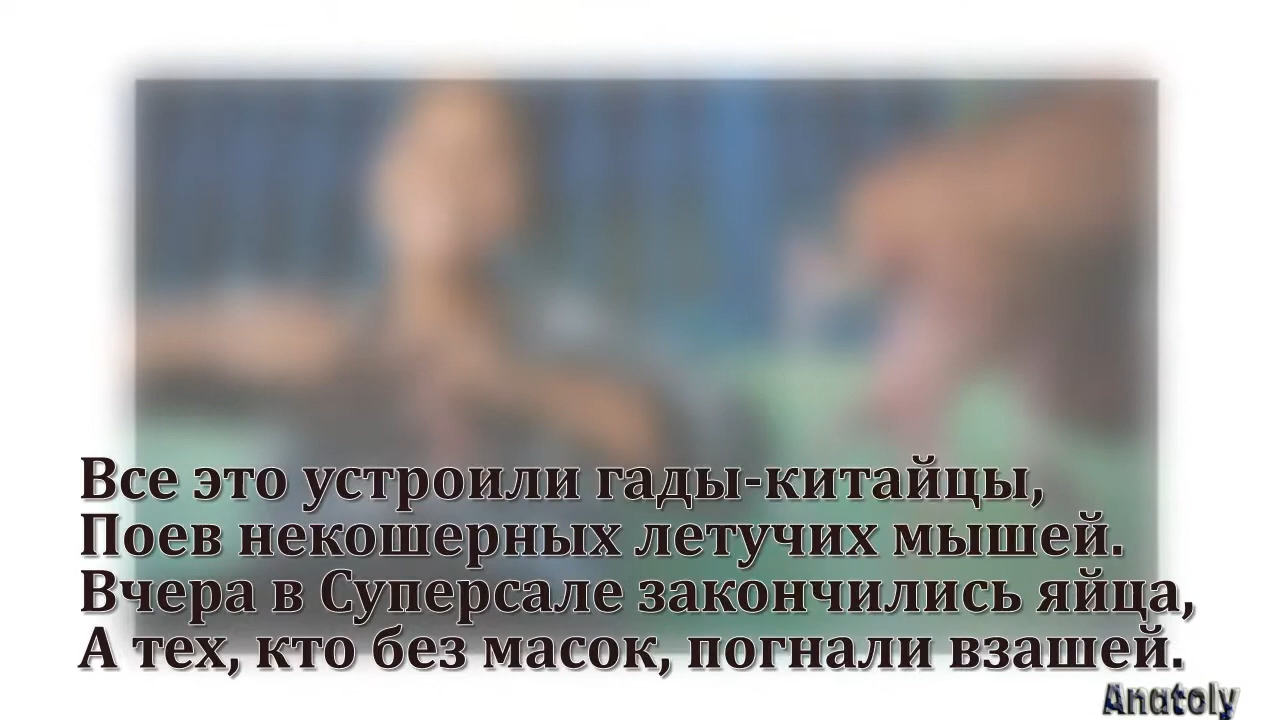 Все это устроили гады-китайцы,
Поев некошерных летучих мышей.
Вчера в Суперсале закончились яйца,
А тех, кто без масок, погнали взашей.
Anatoly